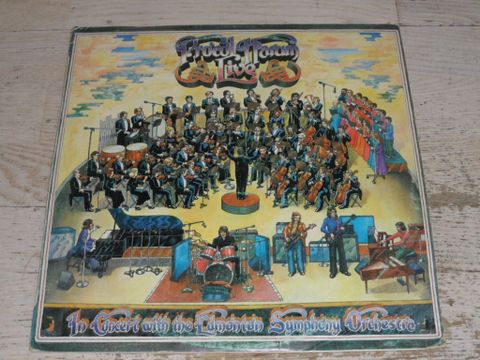 Procol Harum
Live
In Concert with the Edmonton Symphony Orchestra